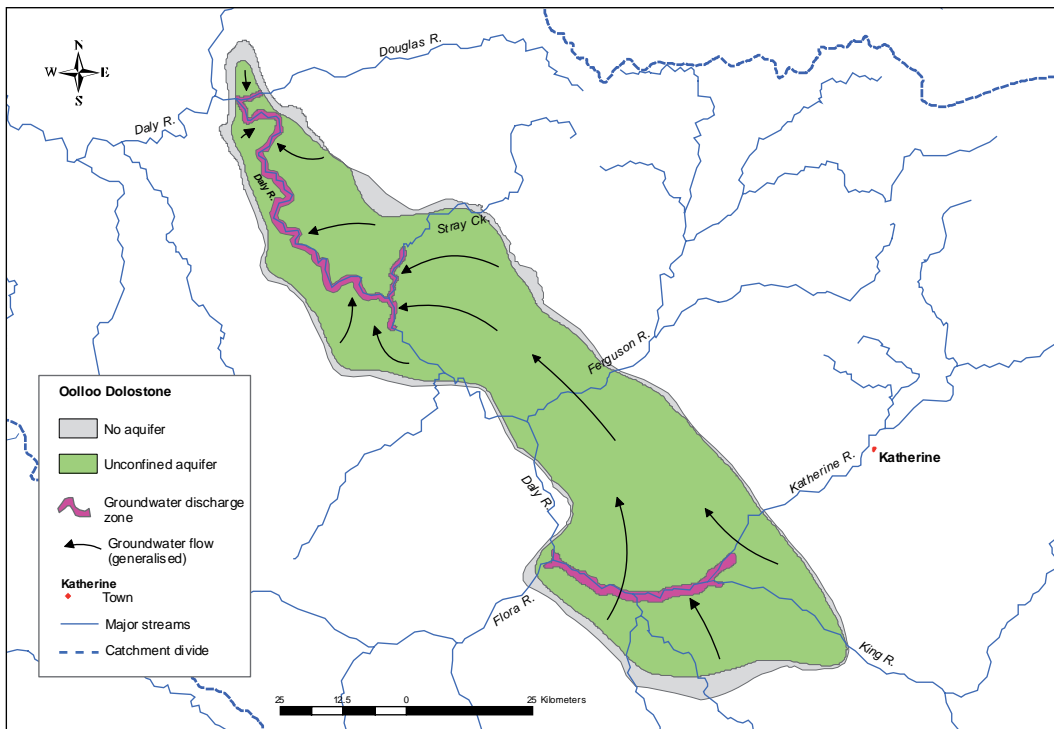 N
W E
S
Douglas R.
Daly R.
Daly R.
Stray Ck.
Ferguson R.
Katherine R.
Katherine
Daly R.
Flora R.
King R.
Oolloo Dolostone
No aquifer
Unconfined aquifer
Groundwater discharge
zone
Groundwater flow
(generalised)
Katherine
Town
Major streams
Catchment divide
25 12.5 0 25 Kilometers